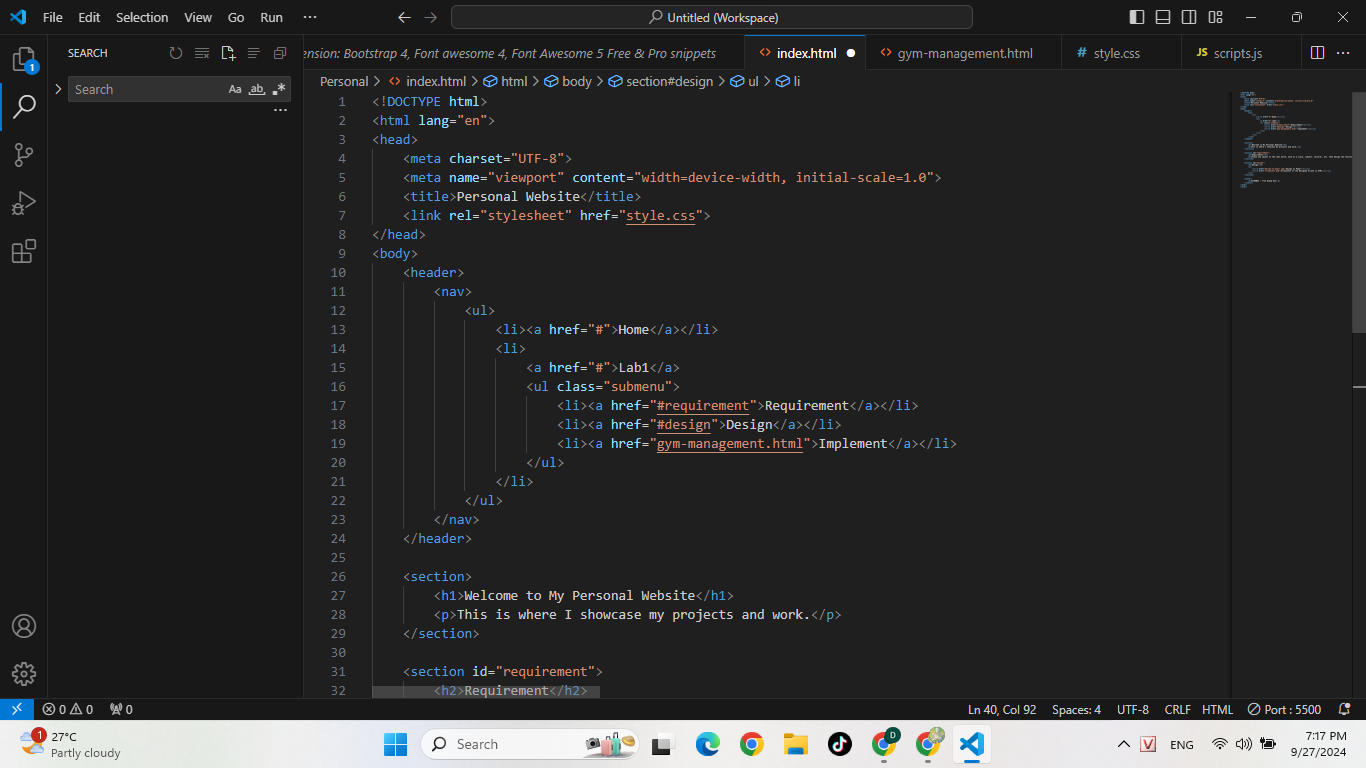 File Edit Selection View Go Run ···
Untitled (Workspace)
SEARCH
ension: Bootstrap 4, Font awesome 4, Font Awesome 5 Free & Pro snippets
index.html
gym-management.html
# style.css
JS scripts.js
1
Search
Aa ab .*
Personal > index.html > html > body > section#design > ul > li
1 <!DOCTYPE html>
2 <html lang="en">
3 <head>
4 <meta charset="UTF-8">
5 <meta name="viewport" content="width=device-width, initial-scale=1.0">
6 <title>Personal Website</title>
7 <link rel="stylesheet" href="style.css">
8 </head>
9 <body>
10 <header>
11 <nav>
12 <ul>
13 <li><a href="#">Home</a></li>
14 <li>
15 <a href="#">Lab1</a>
16 <ul class="submenu">
17 <li><a href="#requirement">Requirement</a></li>
18 <li><a href="#design">Design</a></li>
19 <li><a href="gym-management.html">Implement</a></li>
20 </ul>
21 </li>
22 </ul>
23 </nav>
24 </header>
25
26 <section>
27 <h1>Welcome to My Personal Website</h1>
28 <p>This is where I showcase my projects and work.</p>
29 </section>
30
31 <section id="requirement">
32 <h2>Requirement</h2>
0 0 0
Ln 40, Col 92 Spaces: 4 UTF-8 CRLF HTML Port : 5500
1
27°C
Partly cloudy
Search
D
V
ENG
7:17 PM
9/27/2024